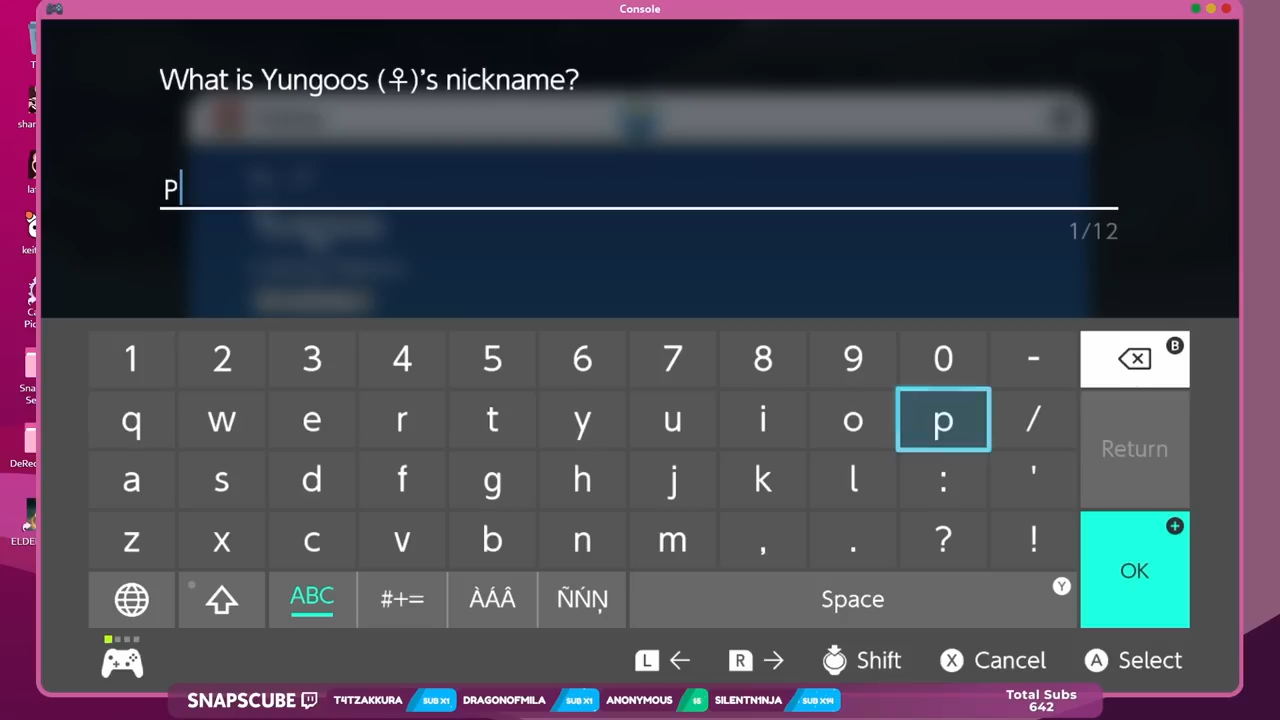 Console
What is Yungoos (♀)'s nickname?
P
1/12
1 2 3 4 5 6 7 8 9 0 -
q w e r t y u i o p /
Return
a s d f g h j k l : '
z x c v b n m , . ? !
OK
ABC #+= ÀÁÂ ÑŃŅ Space
L ← R → Shift X Cancel A Select
B
+
Y
SNAPSCUBE T4TZAKKURA SUB X1 DRAGONOFMILA SUB X1 ANONYMOUS $5 SILENTN1NJA SUB X14 Total Subs
642